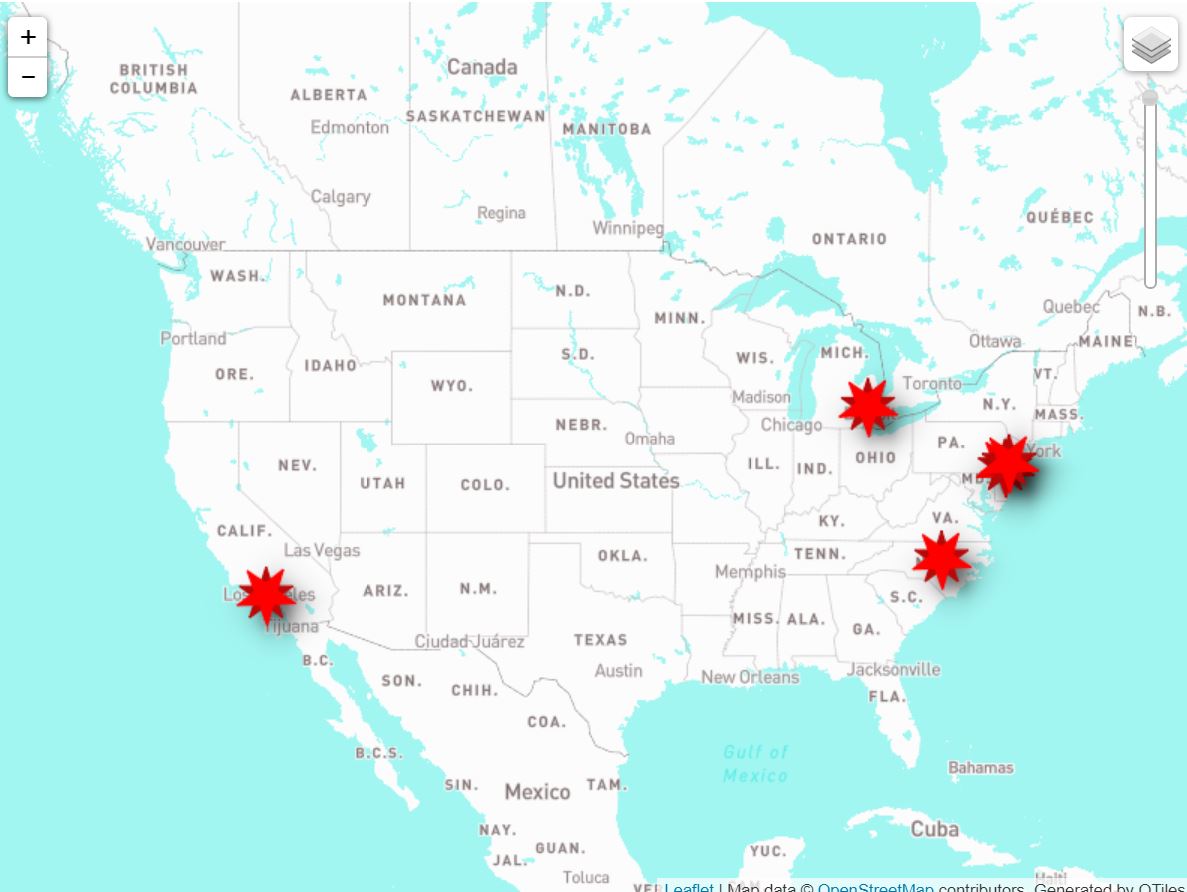 +
−
BRITISH
COLUMBIA
ALBERTA
Edmonton
Canada
SASKATCHEWAN
MANITOBA
Calgary
Regina
Winnipeg
ONTARIO
QUÉBEC
Vancouver
WASH.
MONTANA
N.D.
MINN.
Quebec
N.B.
Portland
ORE.
IDAHO
WYO.
S.D.
WIS.
MICH.
Ottawa
MAINE
Toronto
VT.
Madison
N.Y.
MASS.
NEBR.
Omaha
Chicago
PA.
York
NEV.
UTAH
COLO.
United States
ILL.
IND.
OHIO
MD.
CALIF.
Las Vegas
KY.
VA.
ARIZ.
N.M.
OKLA.
TENN.
Memphis
Los
les
Tijuana
S.C.
MISS.
ALA.
GA.
Ciudad Juárez
TEXAS
Austin
New Orleans
Jacksonville
FLA.
B.C.
SON.
CHIH.
COA.
B.C.S.
Gulf of
Mexico
Bahamas
SIN.
Mexico
TAM.
NAY.
JAL.
GUAN.
Toluca
YUC.
Cuba
Haiti
Leaflet | Map data © OpenStreetMap contributors, Generated by QTiles